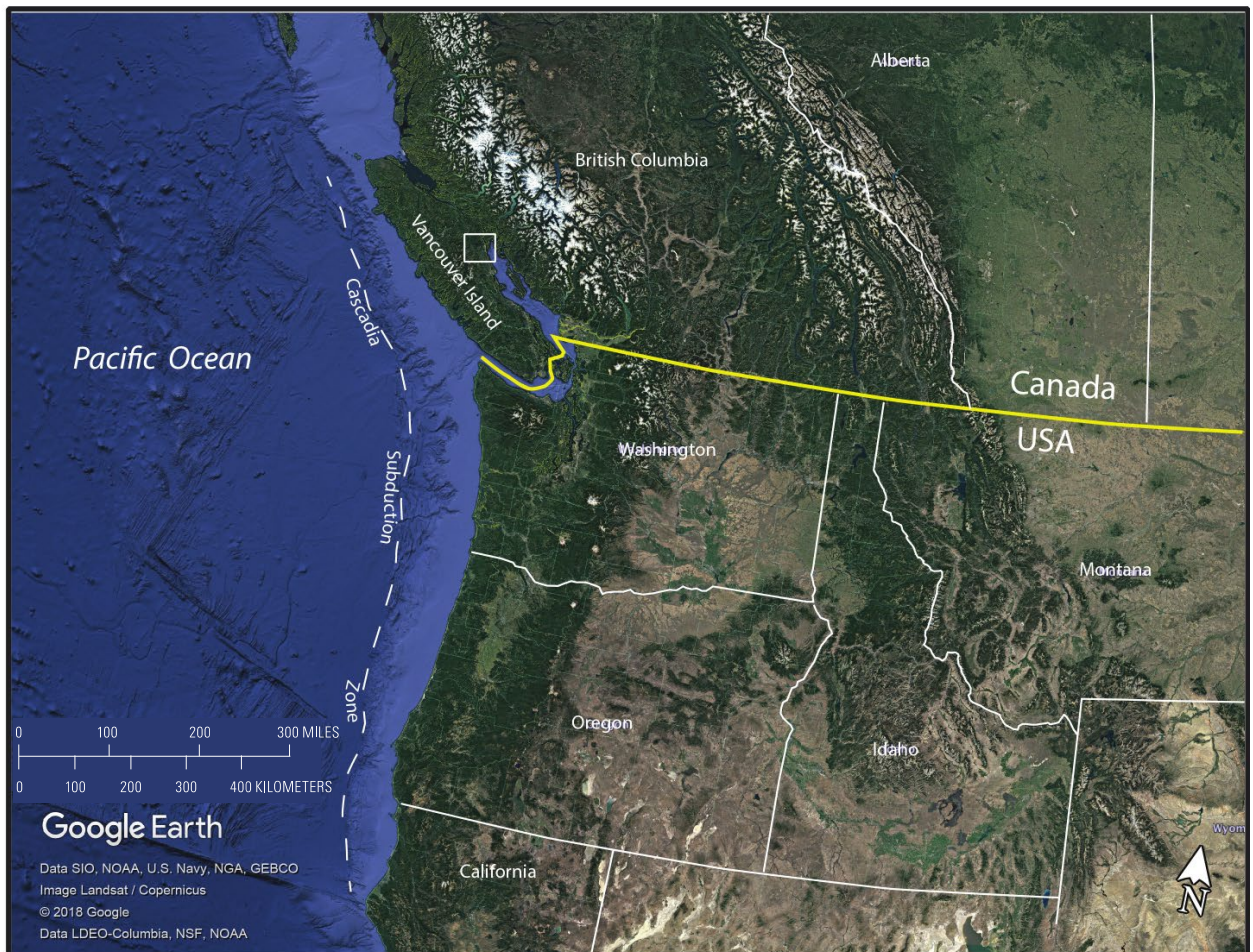 Alberta
British Columbia
Vancouver Island
Cascadia
Pacific Ocean
Canada
USA
Washington
Subduction
Montana
Zone
Oregon
Idaho
0 100 200 300 MILES
0 100 200 300 400 KILOMETERS
Google Earth
Wyom
Data SIO, NOAA, U.S. Navy, NGA, GEBCO
California
Image Landsat / Copernicus
© 2018 Google
N
Data LDEO-Columbia, NSF, NOAA